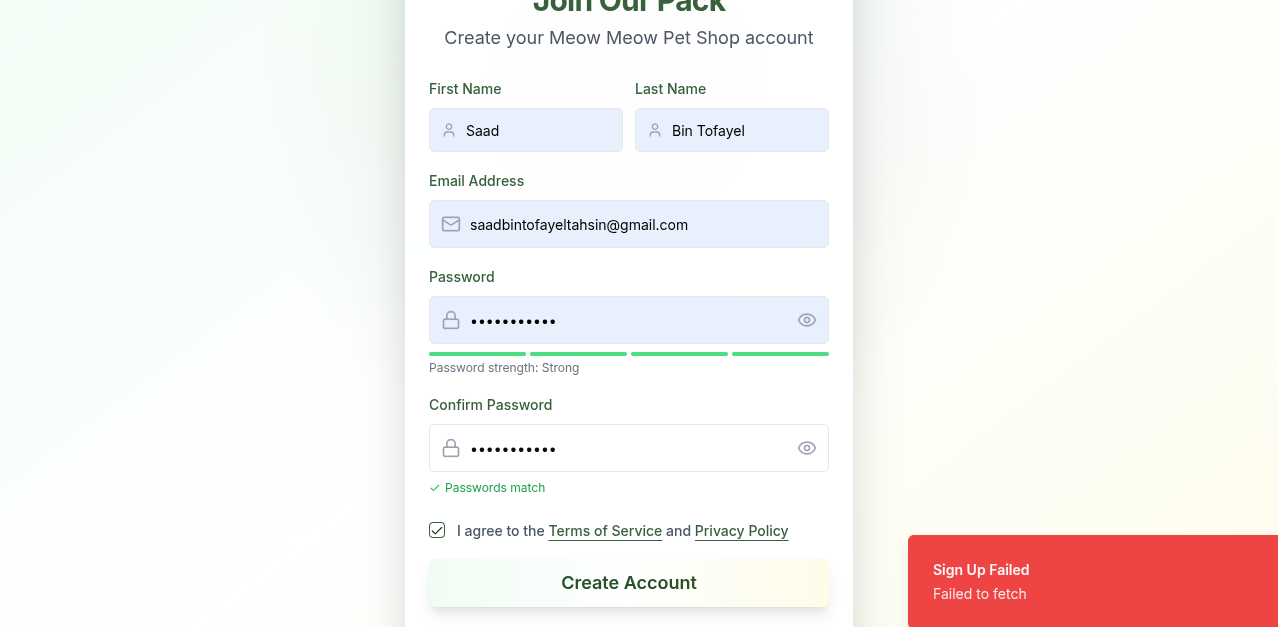 Join Our Pack
Create your Meow Meow Pet Shop account
First Name
Last Name
Saad
Bin Tofayel
Email Address
saadbintofayeltahsin@gmail.com
Password
•••••••••••
Password strength: Strong
Confirm Password
•••••••••••
Passwords match
I agree to the Terms of Service and Privacy Policy
Create Account
Sign Up Failed
Failed to fetch